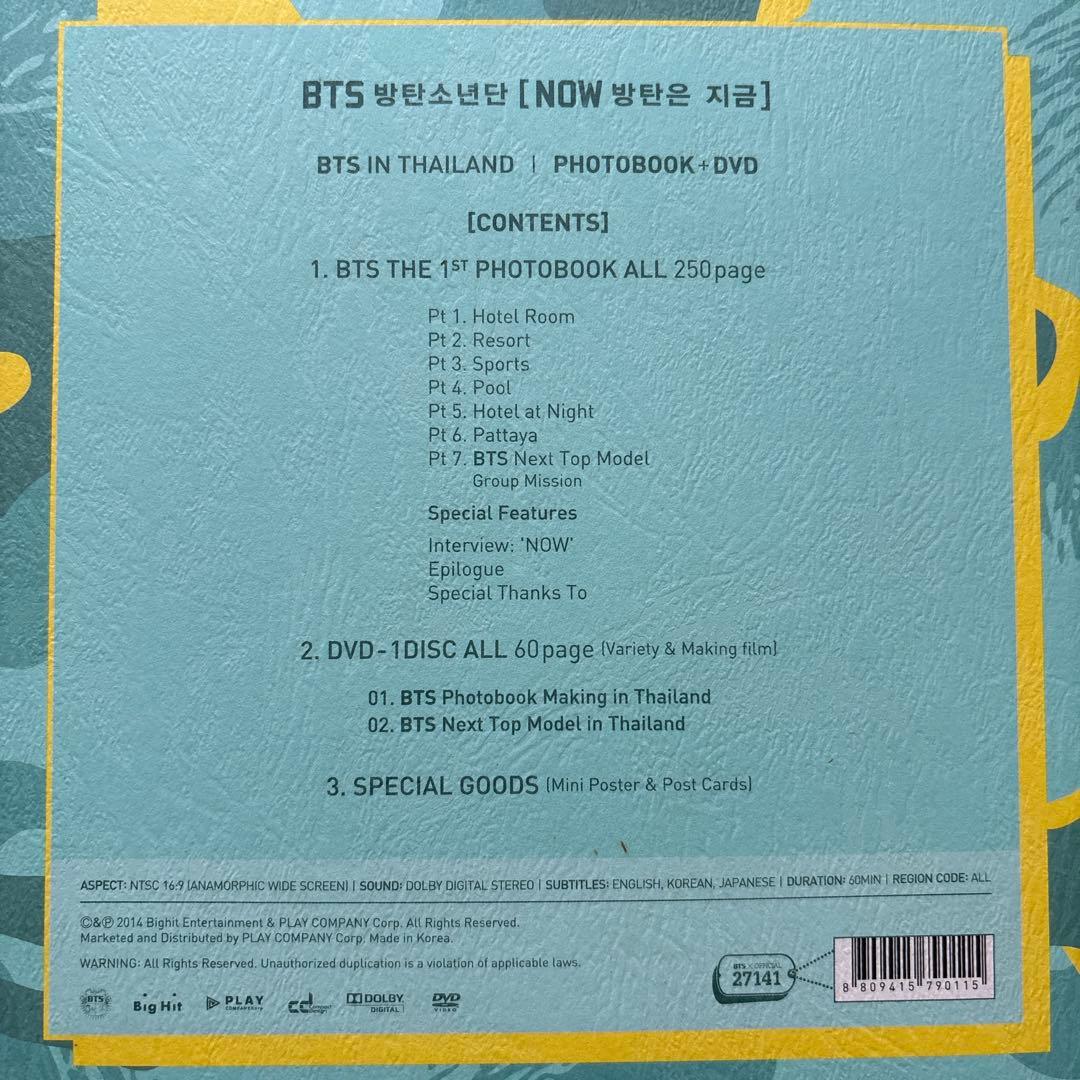 BTS 방탄소년단 [NOW 방탄은 지금]
BTS IN THAILAND | PHOTOBOOK+DVD
[CONTENTS]
1. BTS THE 1ST PHOTOBOOK ALL 250page
Pt 1. Hotel Room
Pt 2. Resort
Pt 3. Sports
Pt 4. Pool
Pt 5. Hotel at Night
Pt 6. Pattaya
Pt 7. BTS Next Top Model
Group Mission
Special Features
Interview: 'NOW'
Epilogue
Special Thanks To
2. DVD-1DISC ALL 60page (Variety & Making film)
01. BTS Photobook Making in Thailand
02. BTS Next Top Model in Thailand
3. SPECIAL GOODS (Mini Poster & Post Cards)
ASPECT: NTSC 16:9 (ANAMORPHIC WIDE SCREEN) | SOUND: DOLBY DIGITAL STEREO | SUBTITLES: ENGLISH, KOREAN, JAPANESE | DURATION: 60MIN | REGION CODE: ALL
©&℗ 2014 Bighit Entertainment & PLAY COMPANY Corp. All Rights Reserved.
Marketed and Distributed by PLAY COMPANY Corp. Made in Korea.
WARNING: All Rights Reserved. Unauthorized duplication is a violation of applicable laws.
BTS X OFFICIAL
27141
8 809415 790115
BTS
Big Hit
PLAY
cd Compact Design
DOLBY DIGITAL
DVD VIDEO